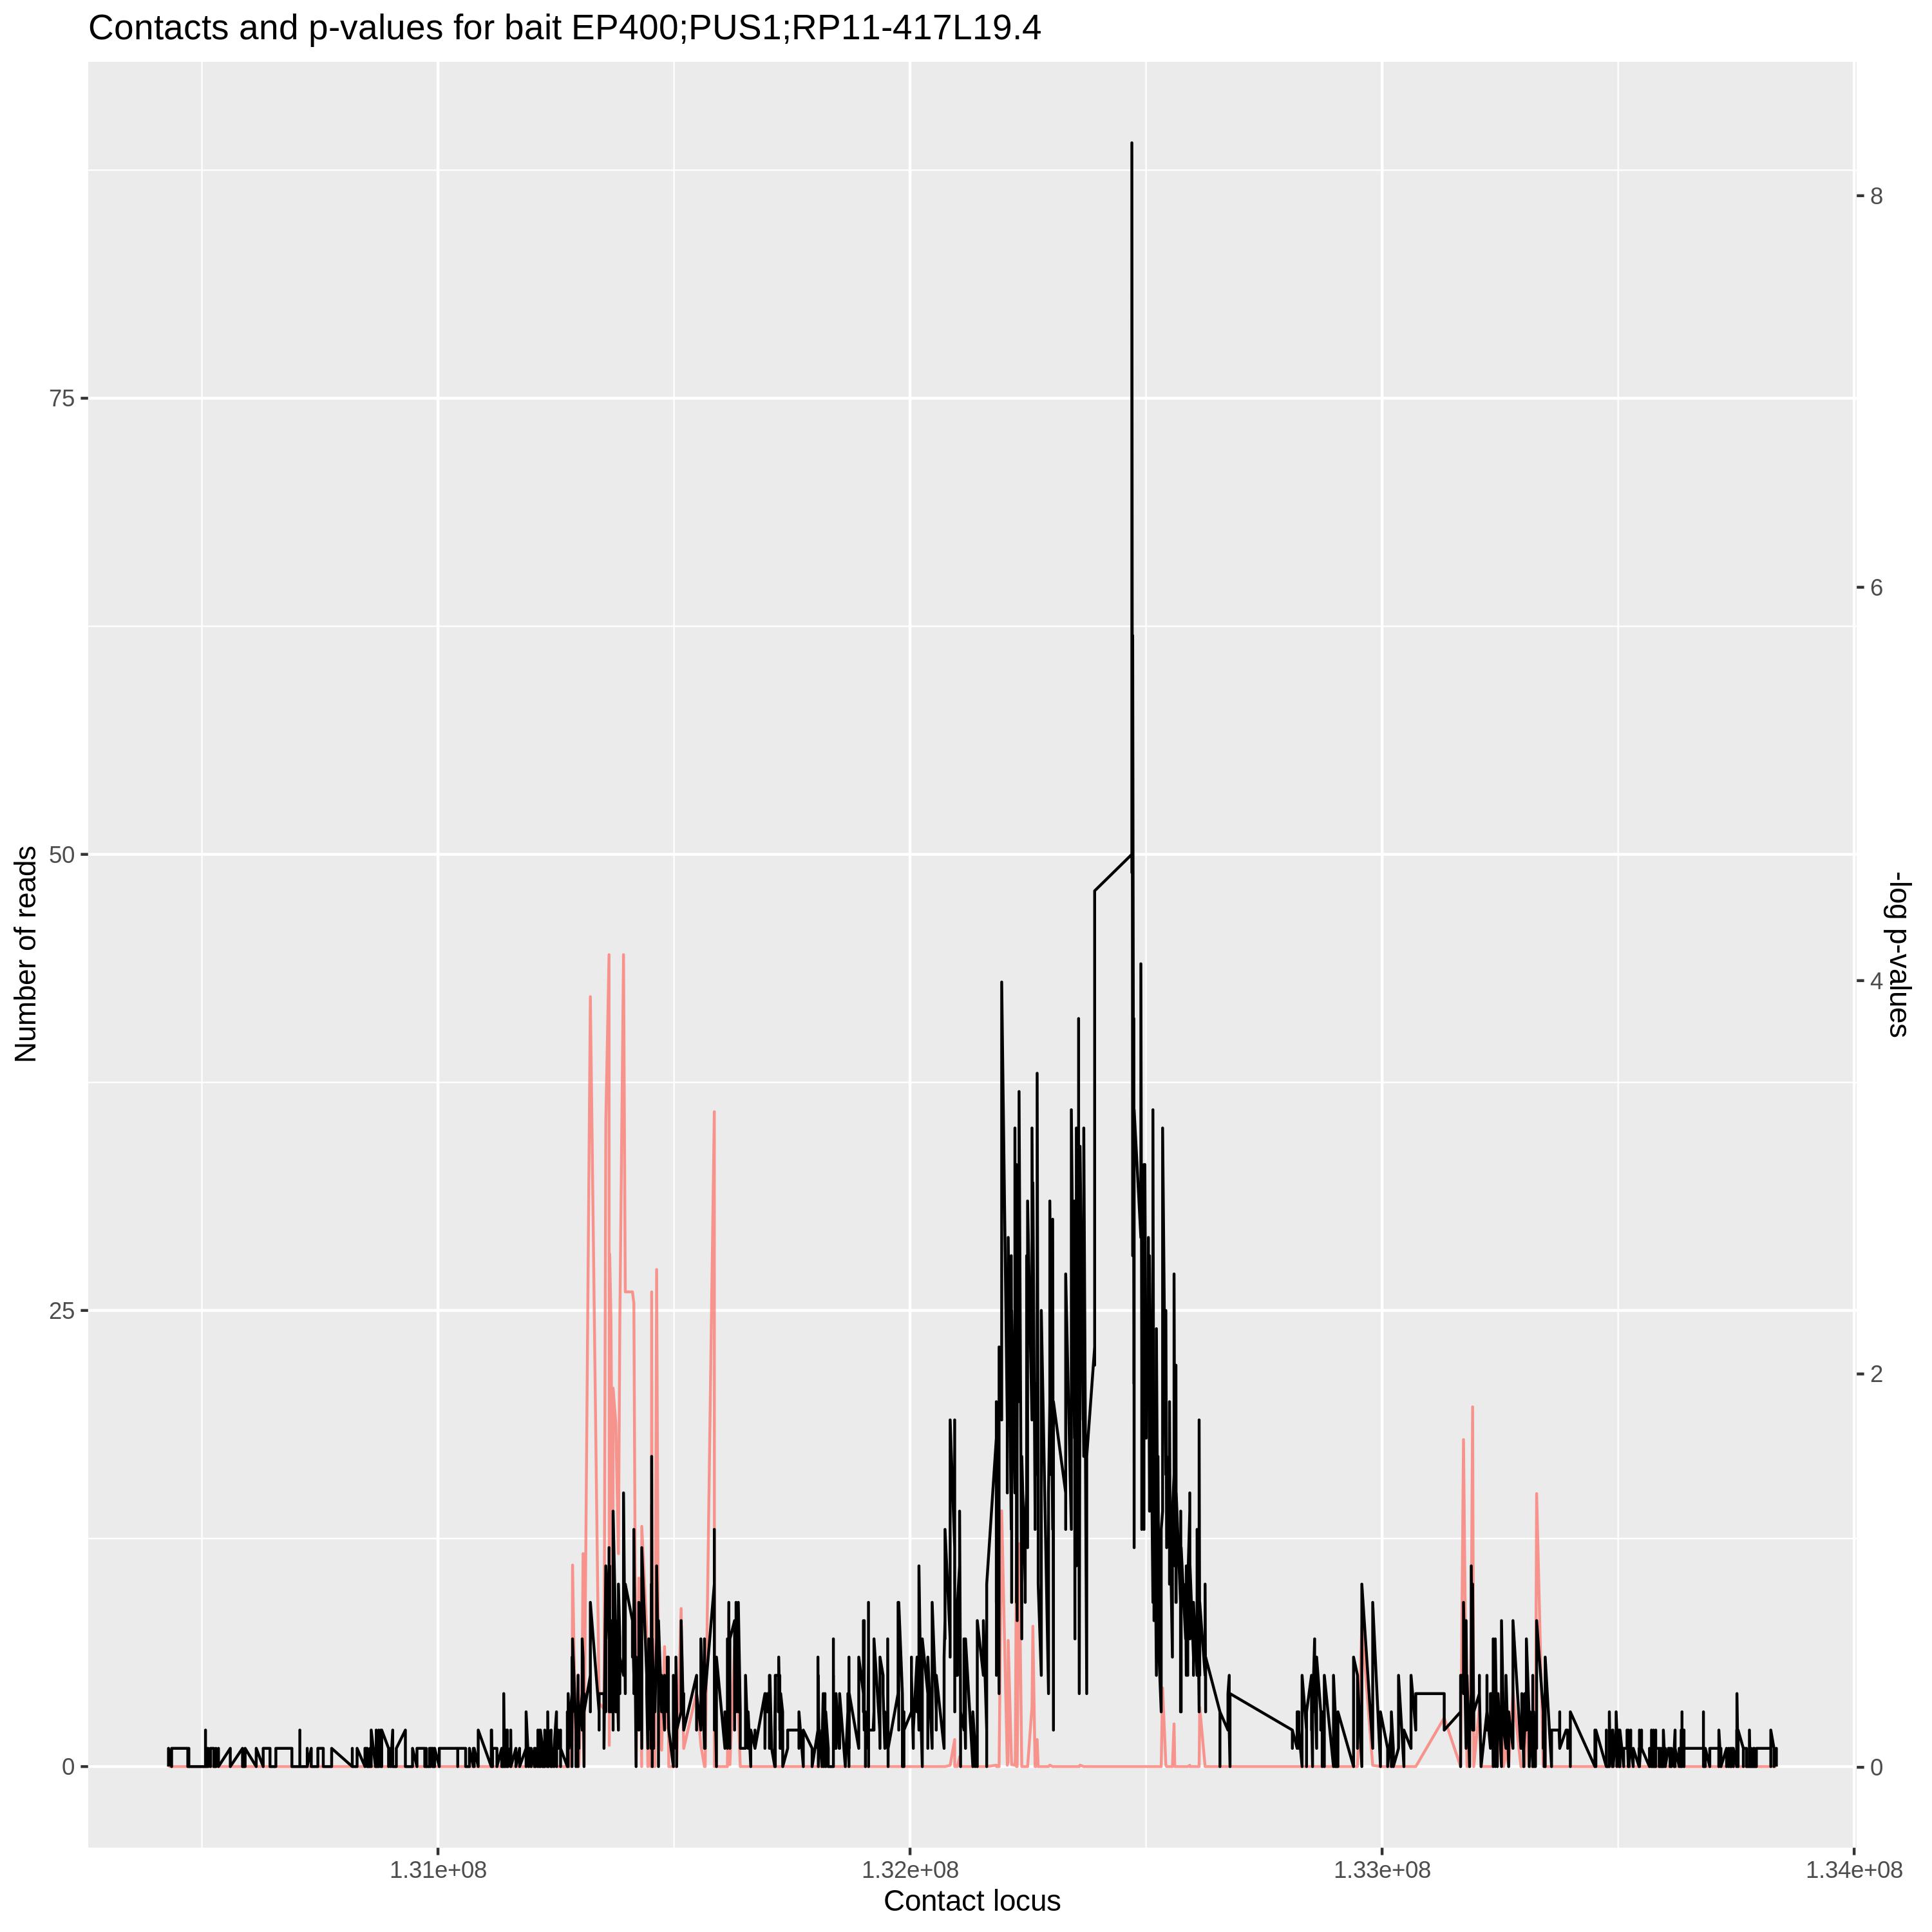 Contacts and p-values for bait EP400;PUS1;RP11-417L19.4
75
50
25
0
Number of reads
8
6
4
2
0
-log p-values
1.31e+08
1.32e+08
1.33e+08
1.34e+08
Contact locus